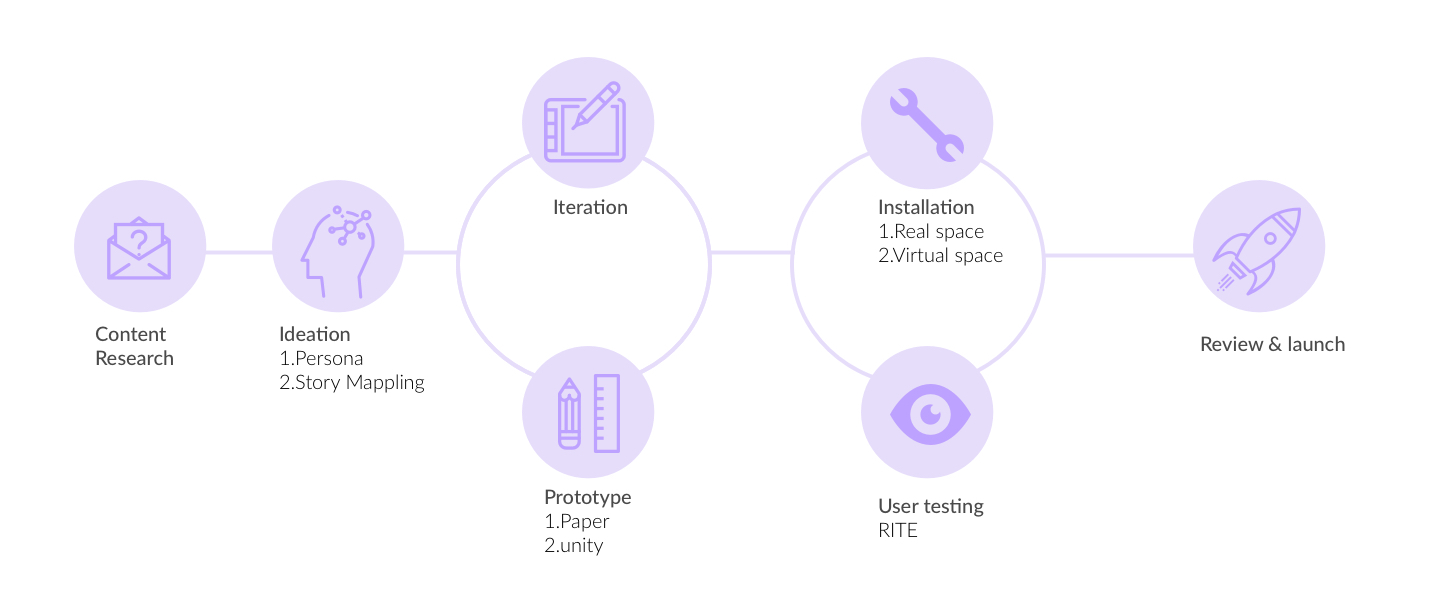 Content
Research
Ideation
1.Persona
2.Story Mappling
Iteration
Prototype
1.Paper
2.unity
Installation
1.Real space
2.Virtual space
User testing
RITE
Review & launch
?